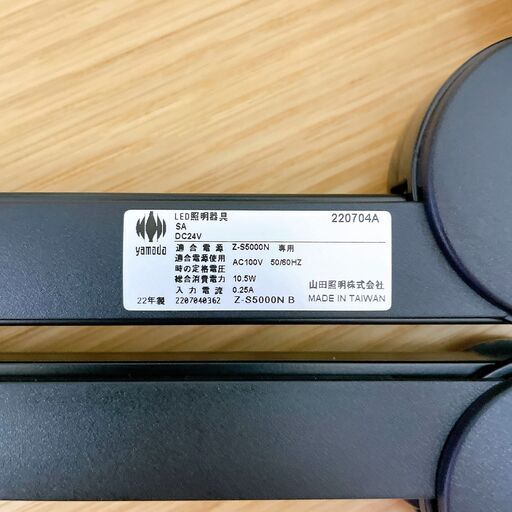 LED照明器具 220704A
SA
DC24V
yamada
適合電源 Z-S5000N 専用
適合電源使用時の定格電圧 AC100V 50/60HZ
総合消費電力 10.5W
入力電流 0.25A
山田照明株式会社
22年製 2207040362 Z-S5000N B MADE IN TAIWAN